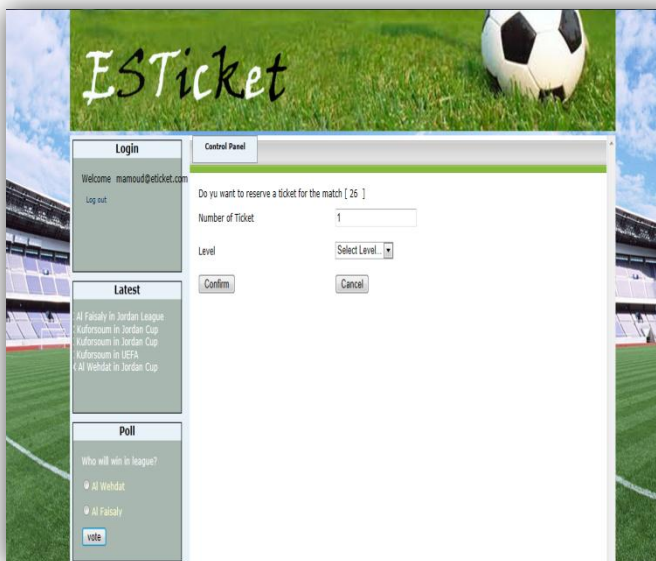 ESTicket
Login
Welcome mamoud@eticket.com
Log out
Latest
Al Faisaly in Jordan League
Kuforsoum in Jordan Cup
Kuforsoum in Jordan Cup
Kuforsoum in UEFA
Al Wehdat in Jordan Cup
Poll
Who will win in league?
Al Wehdat
Al Faisaly
vote
Control Panel
Do yu want to reserve a ticket for the match [ 26 ]
Number of Ticket 1
Level Select Level...
Confirm Cancel